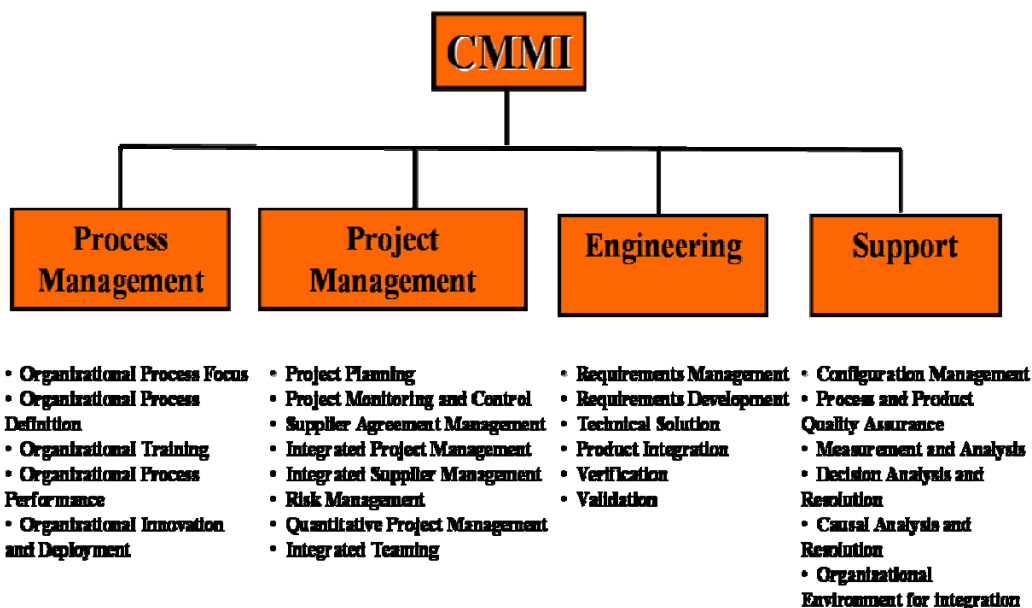 CMMI
Process
Management
Project
Management
Engineering
Support
• Organizational Process Focus
• Organizational Process
Definition
• Organizational Training
• Organizational Process
Performance
• Organizational Innovation
and Deployment
• Project Planning
• Project Monitoring and Control
• Supplier Agreement Management
• Integrated Project Management
• Integrated Supplier Management
• Risk Management
• Quantitative Project Management
• Integrated Teaming
• Requirements Management
• Requirements Development
• Technical Solution
• Product Integration
• Verification
• Validation
• Configuration Management
• Process and Product
Quality Assurance
• Measurement and Analysis
• Decision Analysis and
Resolution
• Causal Analysis and
Resolution
• Organizational
Environment for integration